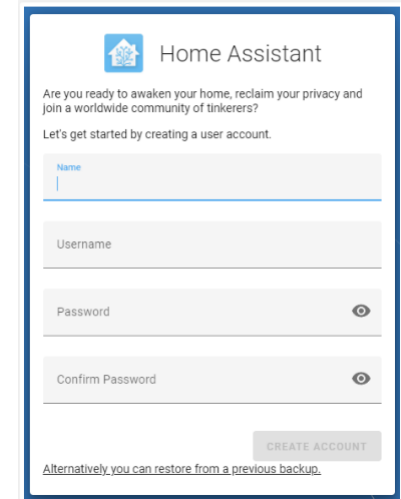 Home Assistant
Are you ready to awaken your home, reclaim your privacy and
join a worldwide community of tinkerers?
Let's get started by creating a user account.
Name
Username
Password
Confirm Password
CREATE ACCOUNT
Alternatively you can restore from a previous backup.